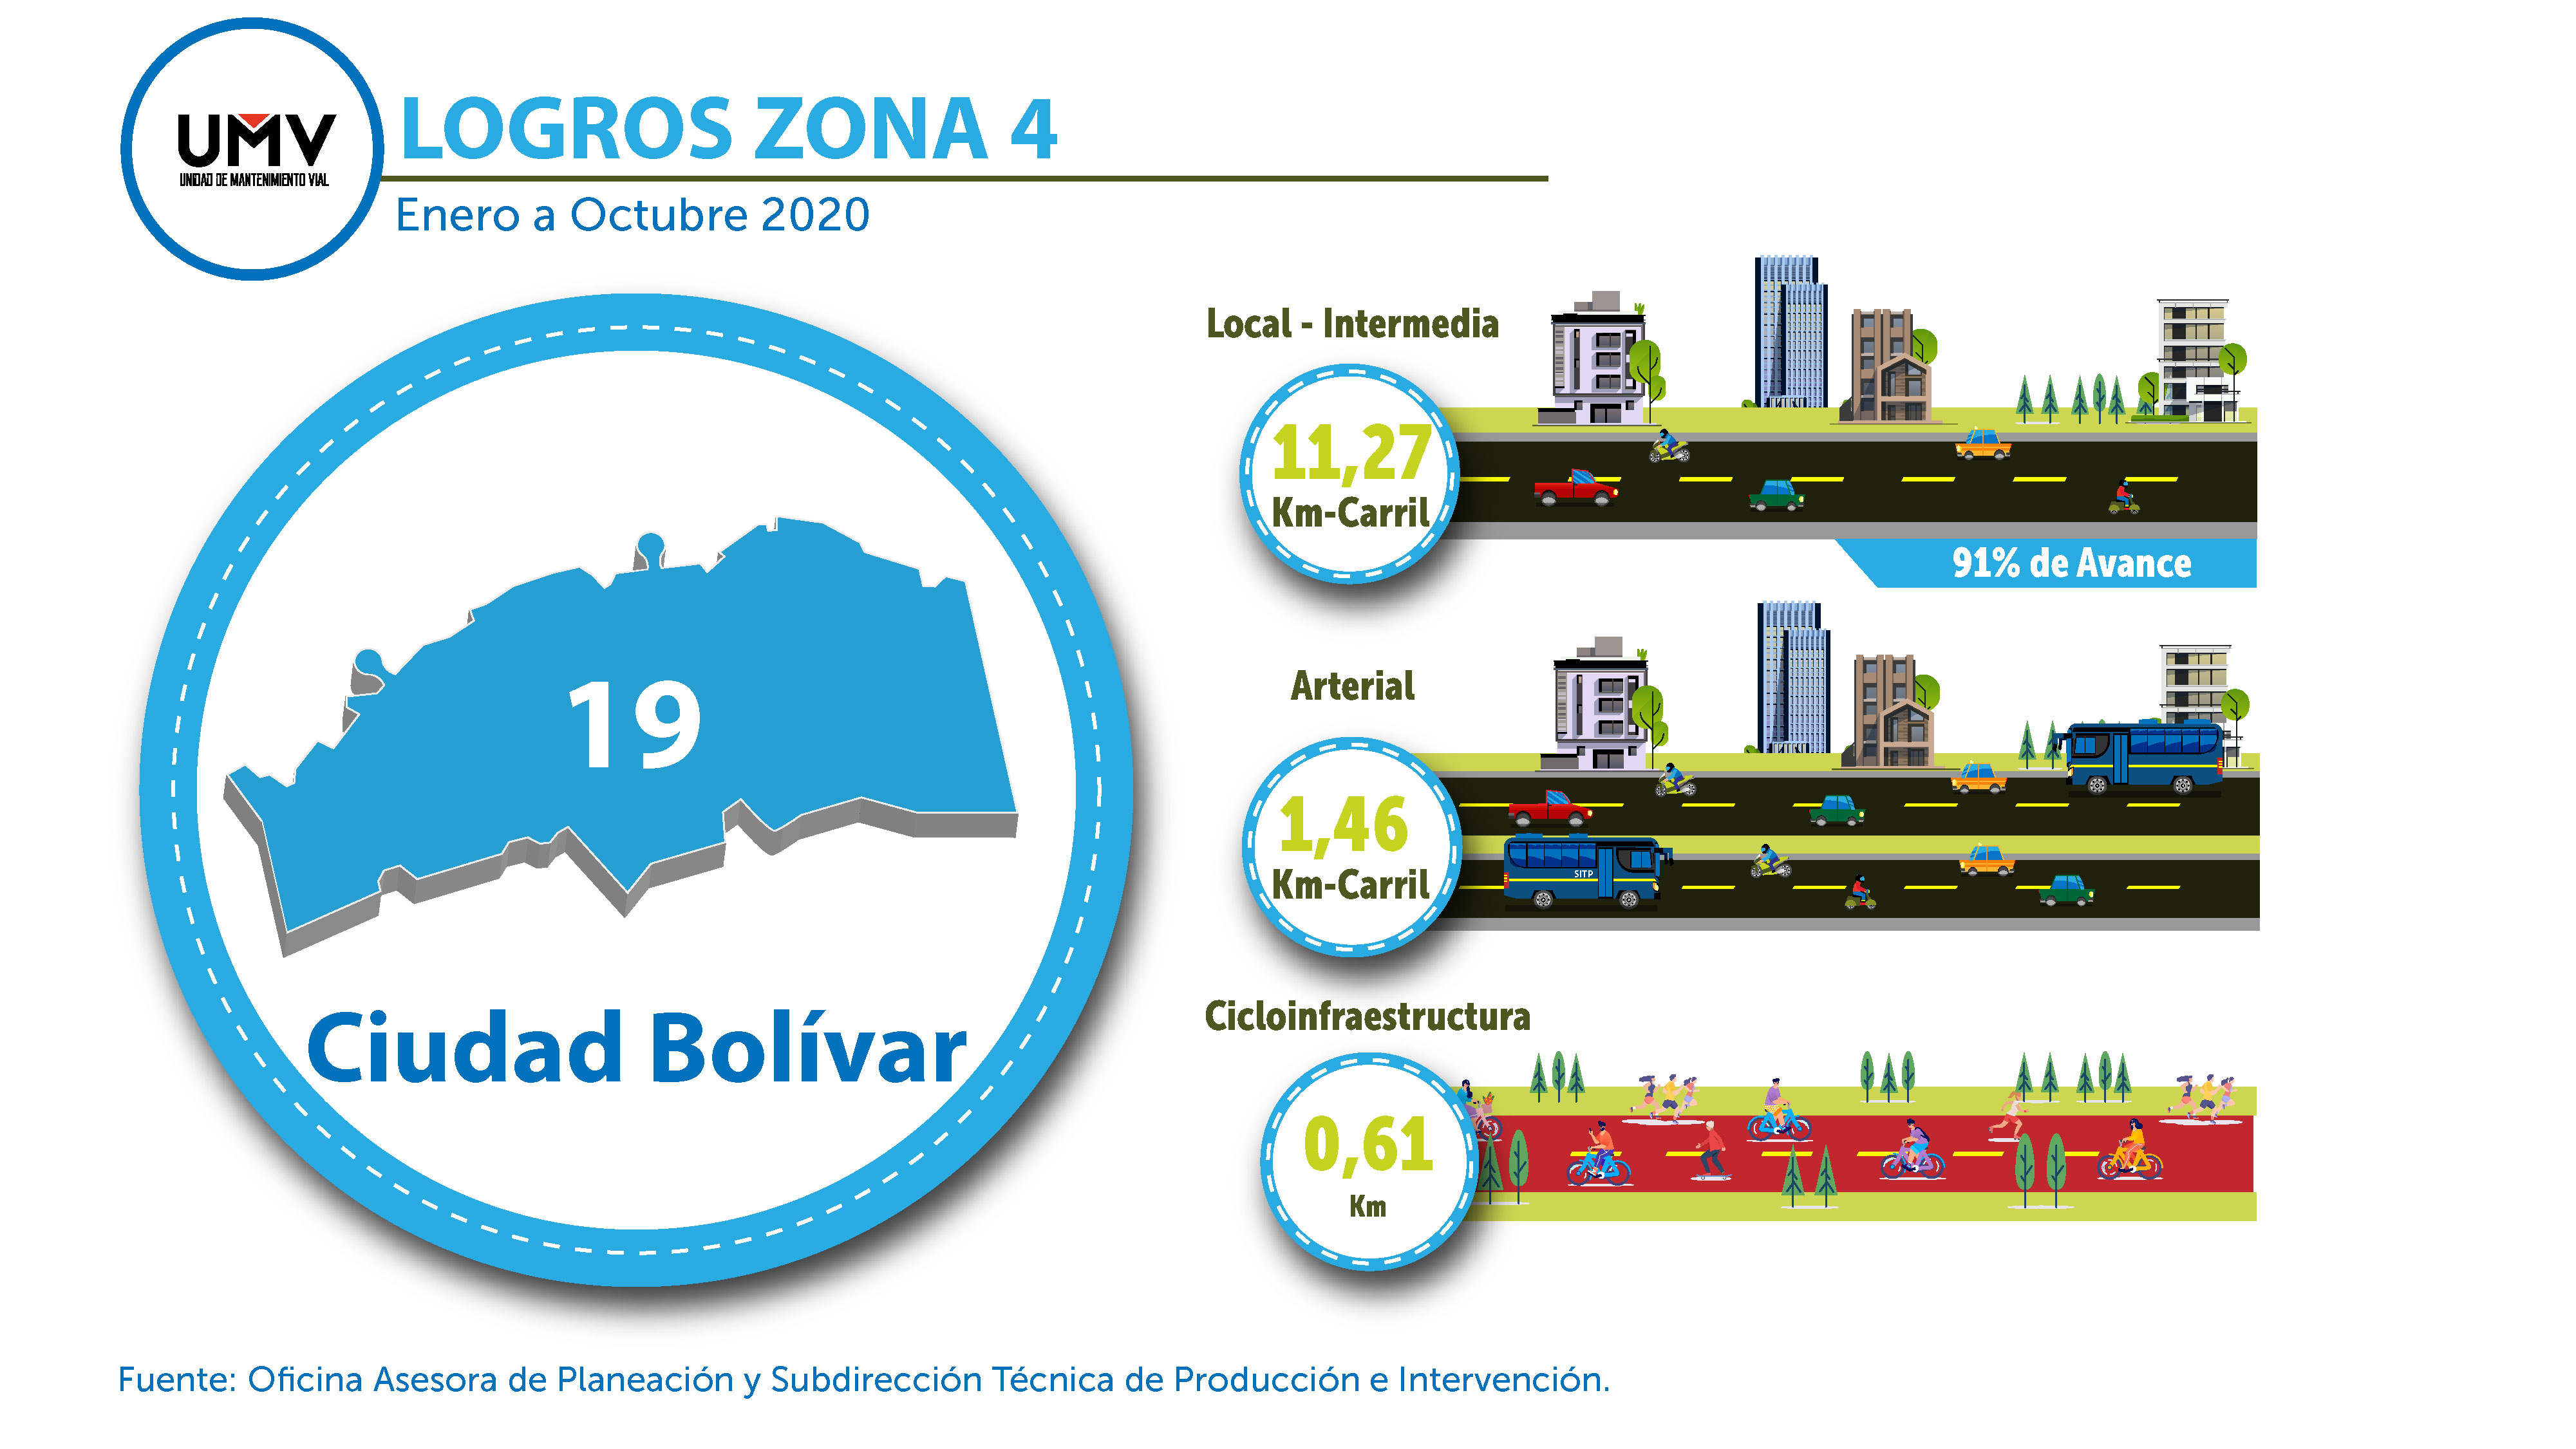 UMV
UNIDAD DE MANTENIMIENTO VIAL
LOGROS ZONA 4
Enero a Octubre 2020
19
Ciudad Bolívar
Local - Intermedia
11,27
Km-Carril
91% de Avance
Arterial
1,46
Km-Carril
SITP
Cicloinfraestructura
0,61
Km
Fuente: Oficina Asesora de Planeación y Subdirección Técnica de Producción e Intervención.